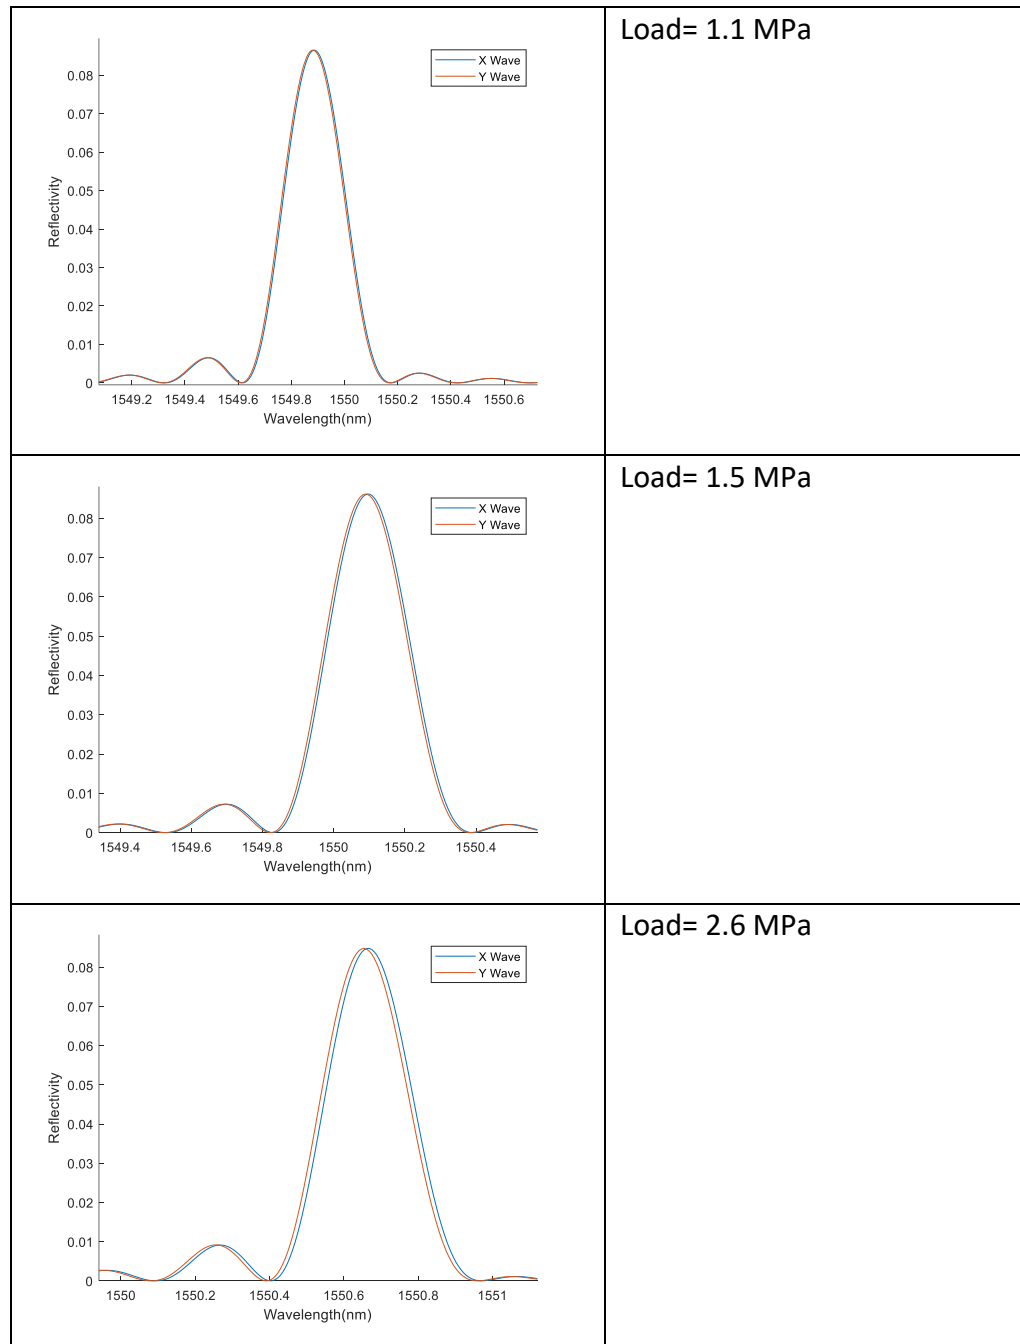 Load= 1.1 MPa
X Wave
Y Wave
0.08
0.07
0.06
0.05
0.04
0.03
0.02
0.01
0
Reflectivity
1549.2 1549.4 1549.6 1549.8 1550 1550.2 1550.4 1550.6
Wavelength(nm)
Load= 1.5 MPa
X Wave
Y Wave
0.08
0.07
0.06
0.05
0.04
0.03
0.02
0.01
0
Reflectivity
1549.4 1549.6 1549.8 1550 1550.2 1550.4
Wavelength(nm)
Load= 2.6 MPa
X Wave
Y Wave
0.08
0.07
0.06
0.05
0.04
0.03
0.02
0.01
0
Reflectivity
1550 1550.2 1550.4 1550.6 1550.8 1551
Wavelength(nm)